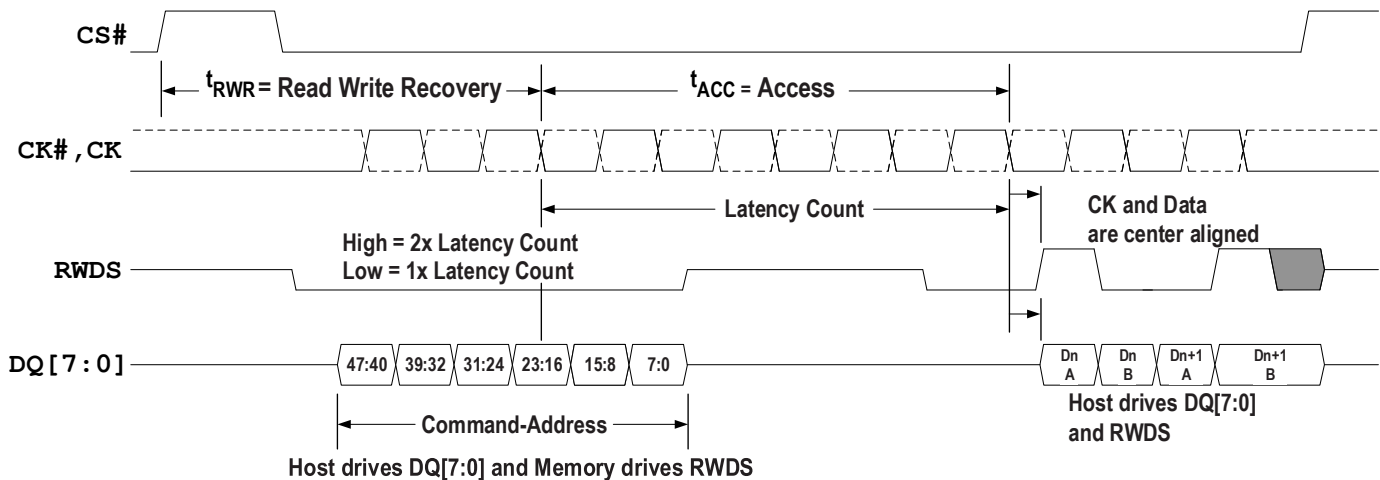 CS#
tRWR = Read Write Recovery
tACC = Access
CK#,CK
Latency Count
CK and Data
are center aligned
High = 2x Latency Count
Low = 1x Latency Count
RWDS
DQ[7:0]
47:40 39:32 31:24 23:16 15:8 7:0
Dn A
Dn B
Dn+1 A
Dn+1 B
Command-Address
Host drives DQ[7:0]
and RWDS
Host drives DQ[7:0] and Memory drives RWDS